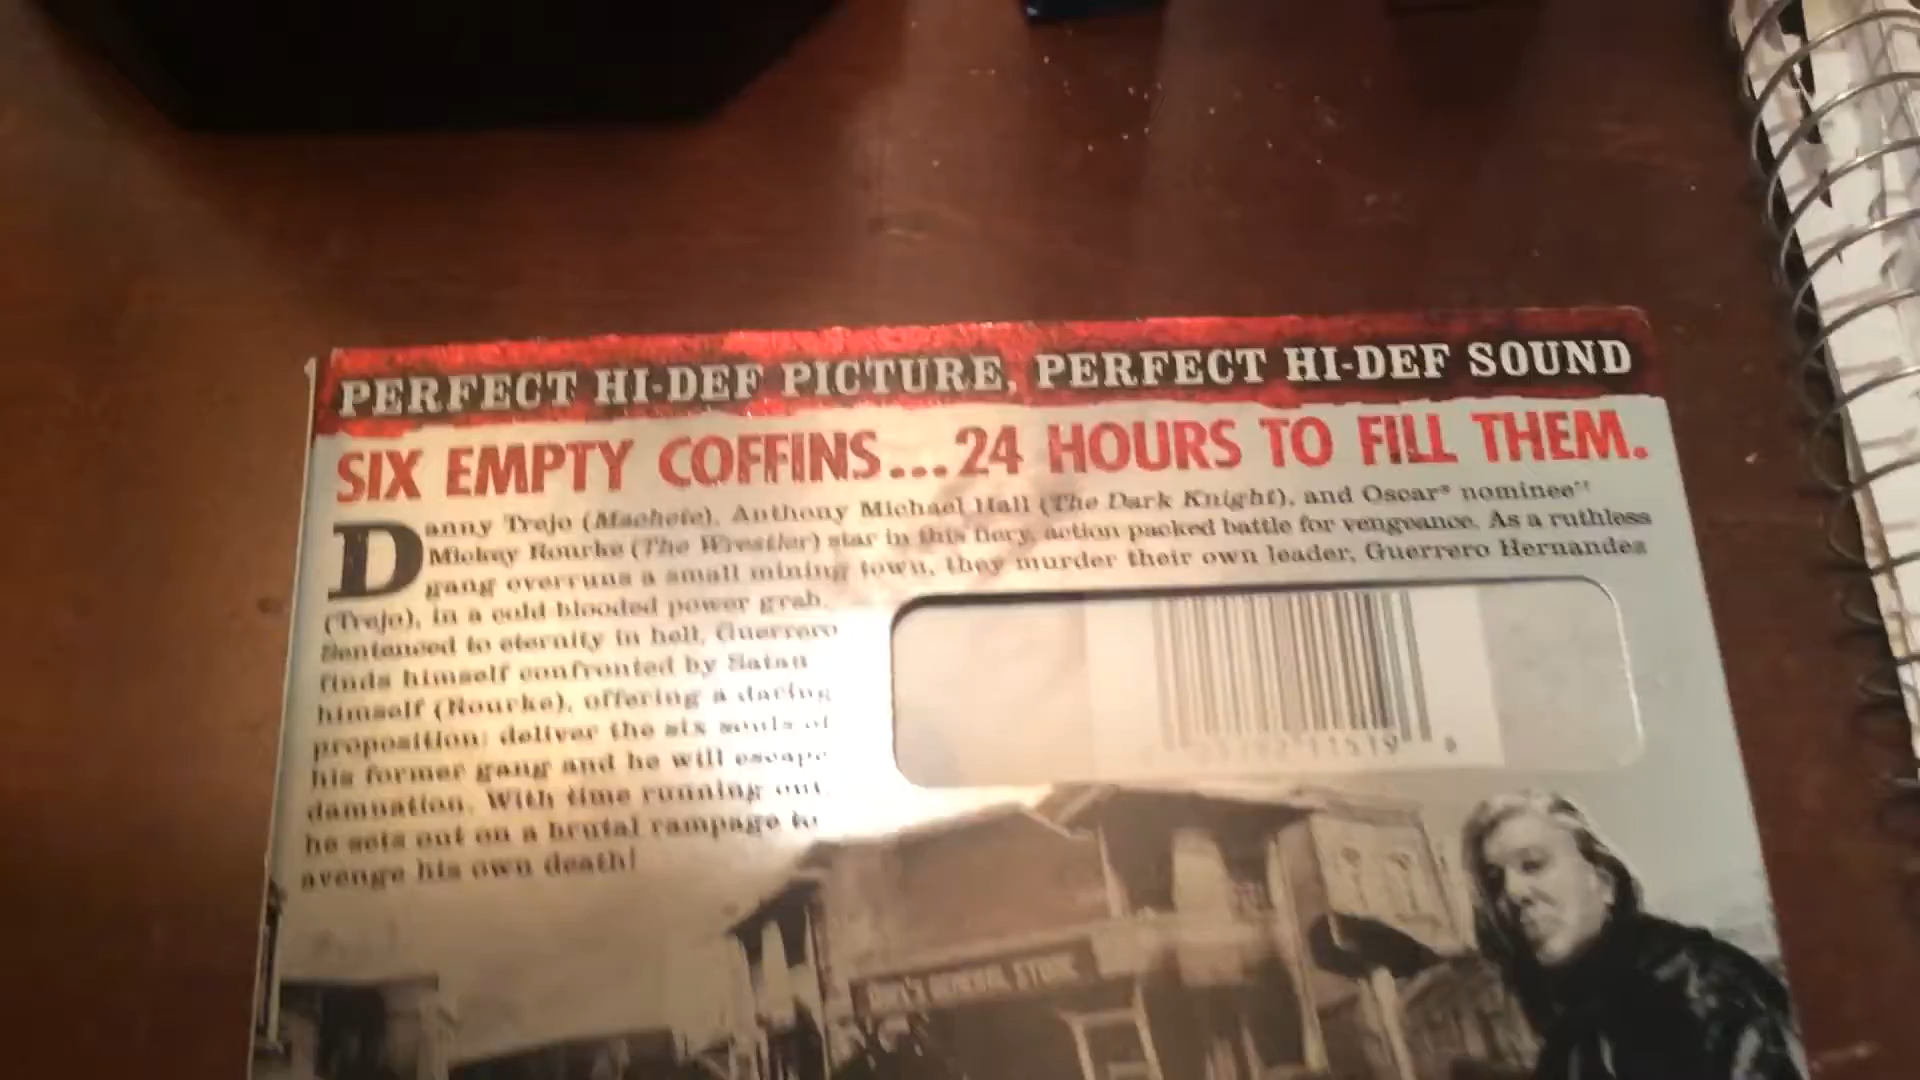 PERFECT HI-DEF PICTURE, PERFECT HI-DEF SOUND
SIX EMPTY COFFINS...24 HOURS TO FILL THEM.
Danny Trejo (Machete), Anthony Michael Hall (The Dark Knight), and Oscar® nominee
Mickey Rourke (The Wrestler) star in this fiery, action packed battle for vengeance. As a ruthless
gang overruns a small mining town, they murder their own leader, Guerrero Hernandez
(Trejo), in a cold blooded power grab.
Sentenced to eternity in hell, Guerrero
finds himself confronted by Satan
himself (Rourke), offering a daring
proposition: deliver the six souls of
his former gang and he will escape
damnation. With time running out,
he sets out on a brutal rampage to
avenge his own death!
GENERAL STORE